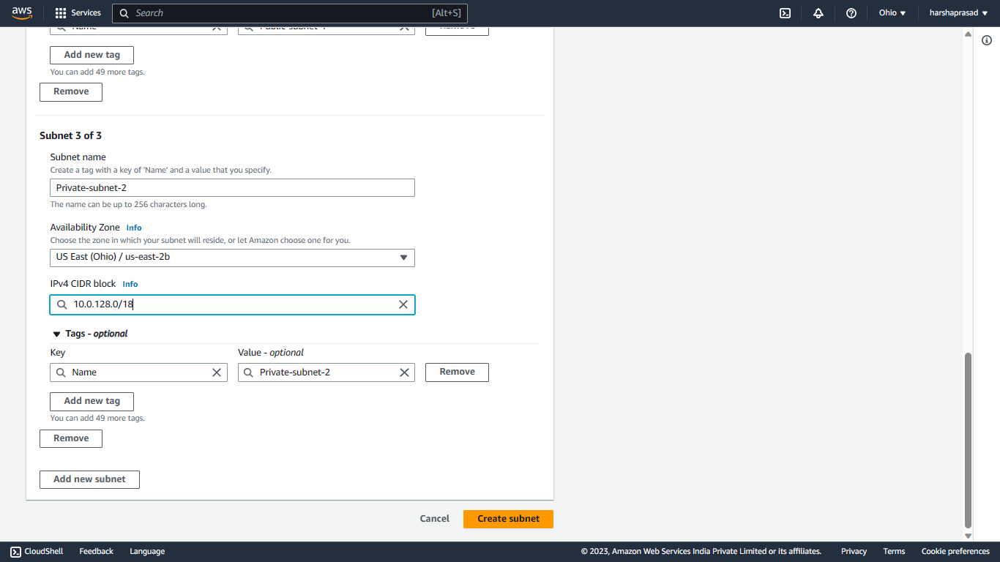 aws Services Search [Alt+S] Ohio harshaprasad
Name Public-subnet-1 Remove
Add new tag
You can add 49 more tags.
Remove
Subnet 3 of 3
Subnet name
Create a tag with a key of 'Name' and a value that you specify.
Private-subnet-2
The name can be up to 256 characters long.
Availability Zone Info
Choose the zone in which your subnet will reside, or let Amazon choose one for you.
US East (Ohio) / us-east-2b
IPv4 CIDR block Info
10.0.128.0/18
Tags - optional
Key Value - optional
Name Private-subnet-2 Remove
Add new tag
You can add 49 more tags.
Remove
Add new subnet
Cancel Create subnet
CloudShell Feedback Language © 2023, Amazon Web Services India Private Limited or its affiliates. Privacy Terms Cookie preferences